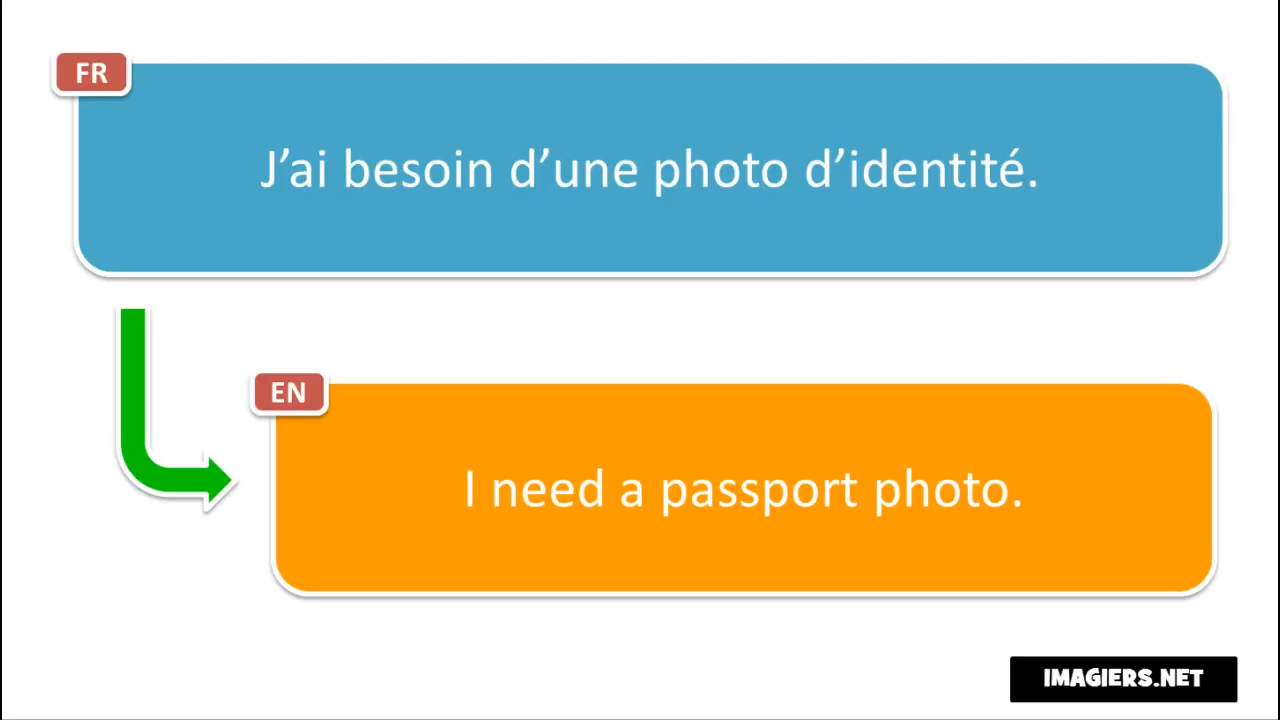 FR
J’ai besoin d’une photo d’identité.
EN
I need a passport photo.
IMAGIERS.NET